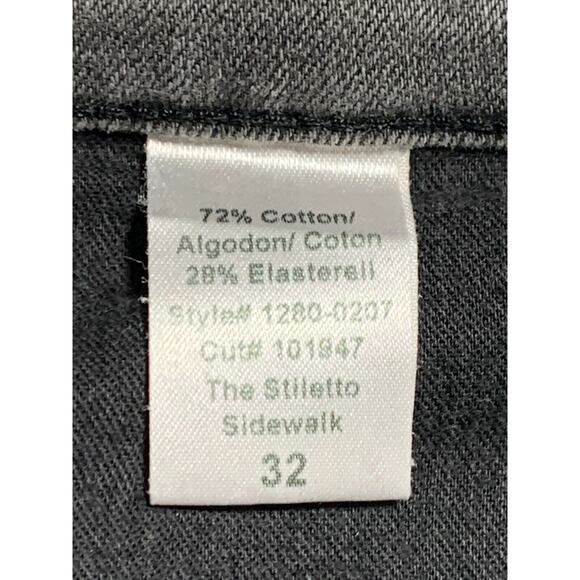 72% Cotton/
Algodon/ Coton
28% Elasterell
Style# 1280-0207
Cut# 101947
The Stiletto
Sidewalk
32